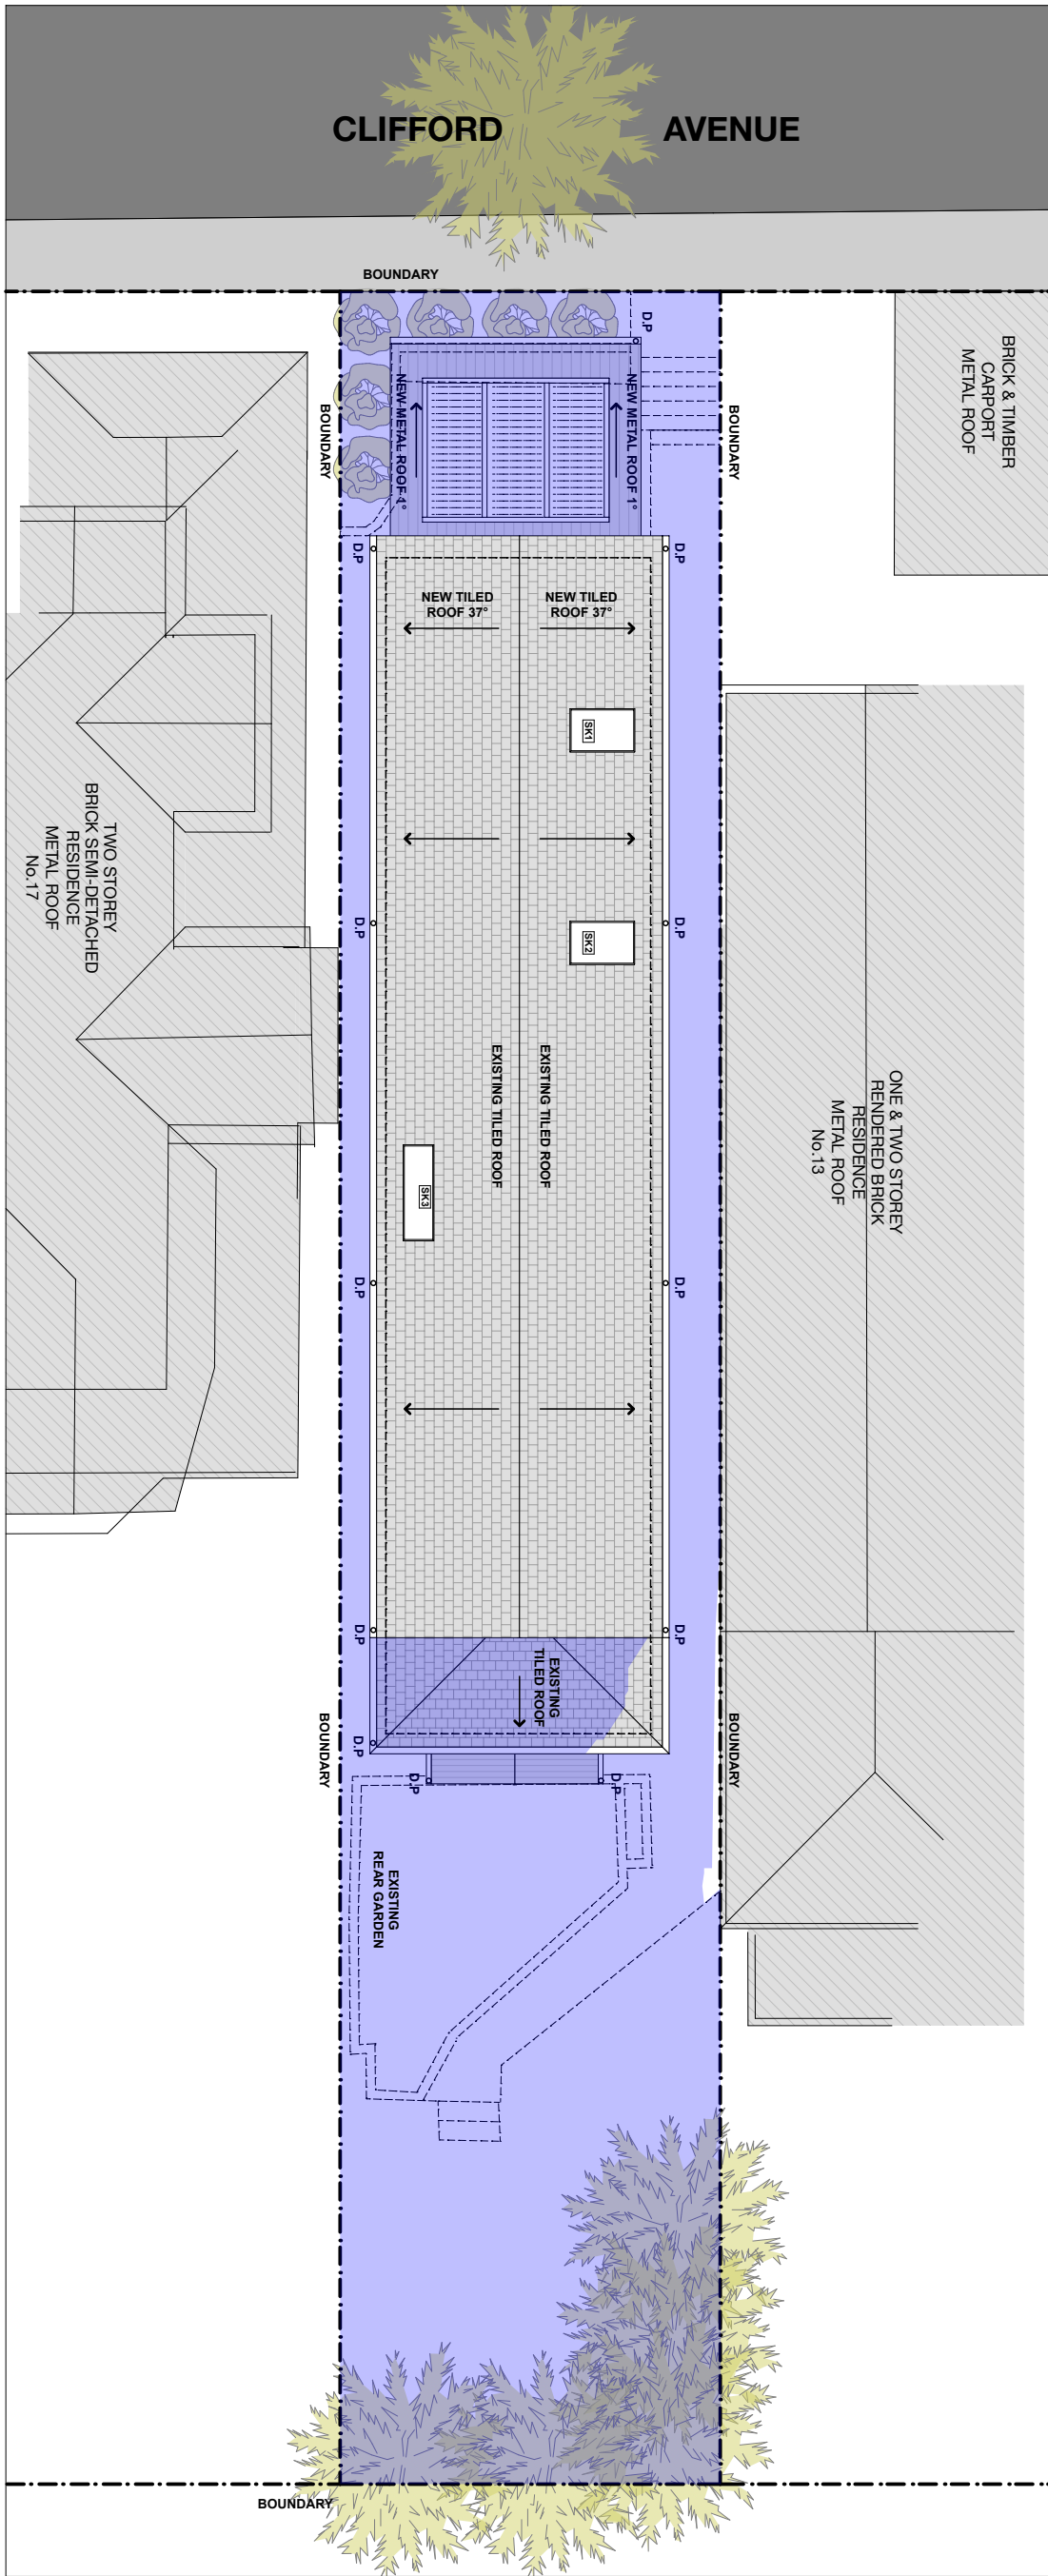 CLIFFORD AVENUE
BOUNDARY
D.P
BRICK & TIMBER
CARPORT
METAL ROOF
NEW METAL ROOF 1°
NEW METAL ROOF 1°
BOUNDARY
BOUNDARY
D.P
D.P
NEW TILED
ROOF 37°
NEW TILED
ROOF 37°
SK1
TWO STOREY
BRICK SEMI-DETACHED
RESIDENCE
METAL ROOF
No.17
D.P
D.P
SK2
EXISTING TILED ROOF
EXISTING TILED ROOF
ONE & TWO STOREY
RENDERED BRICK
RESIDENCE
METAL ROOF
No.13
SK3
D.P
D.P
D.P
D.P
EXISTING
TILED ROOF
BOUNDARY
BOUNDARY
D.P
D.P
D.P
EXISTING
REAR GARDEN
BOUNDARY